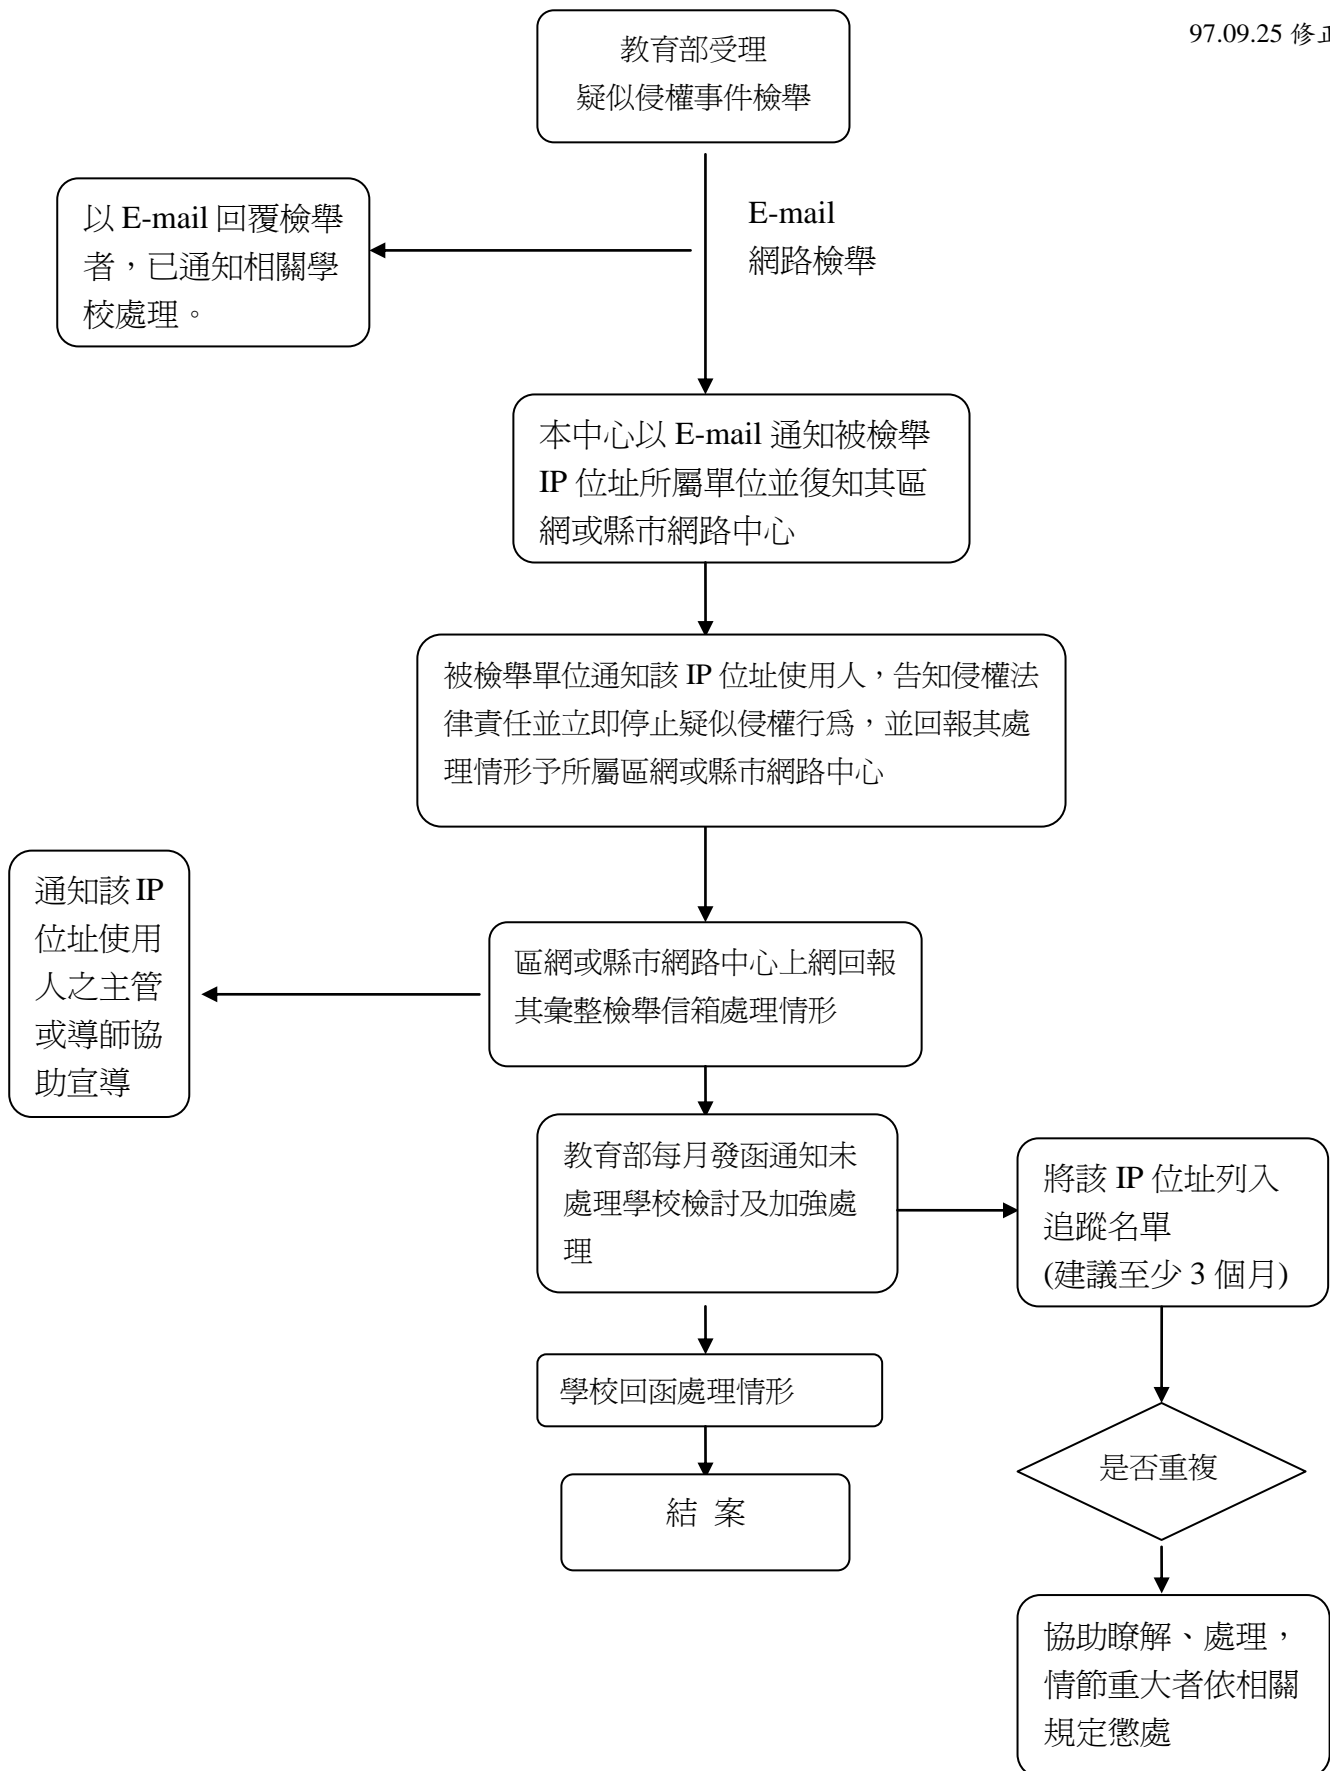 97.09.25 修正
教育部受理
疑似侵權事件檢舉
以 E-mail 回覆檢舉
者，已通知相關學
校處理。
E-mail
網路檢舉
本中心以 E-mail 通知被檢舉
IP 位址所屬單位並復知其區
網或縣市網路中心
被檢舉單位通知該 IP 位址使用人，告知侵權法
律責任並立即停止疑似侵權行為，並回報其處
理情形予所屬區網或縣市網路中心
通知該 IP
位址使用
人之主管
或導師協
助宣導
區網或縣市網路中心上網回報
其彙整檢舉信箱處理情形
教育部每月發函通知未
處理學校檢討及加強處
理
將該 IP 位址列入
追蹤名單
(建議至少 3 個月)
學校回函處理情形
是否重複
結 案
協助瞭解、處理，
情節重大者依相關
規定懲處